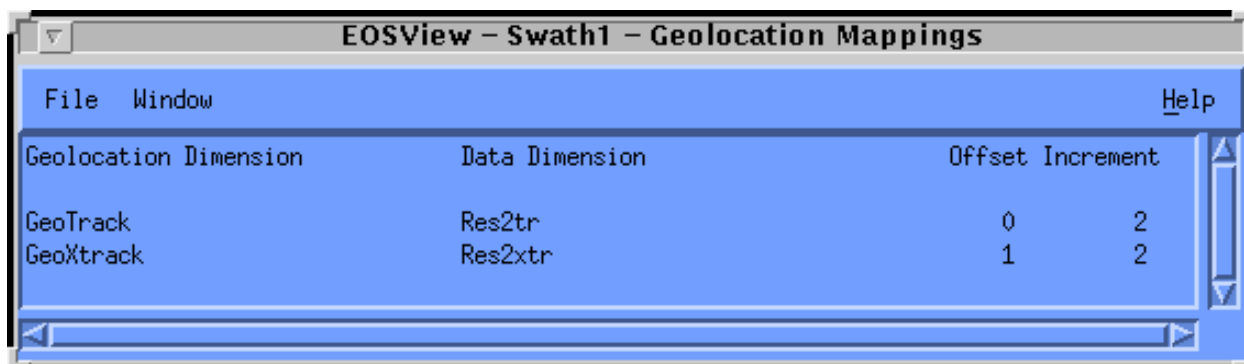 EOSView – Swath1 – Geolocation Mappings
File Window Help
Geolocation Dimension Data Dimension Offset Increment
GeoTrack Res2tr 0 2
GeoXtrack Res2xtr 1 2